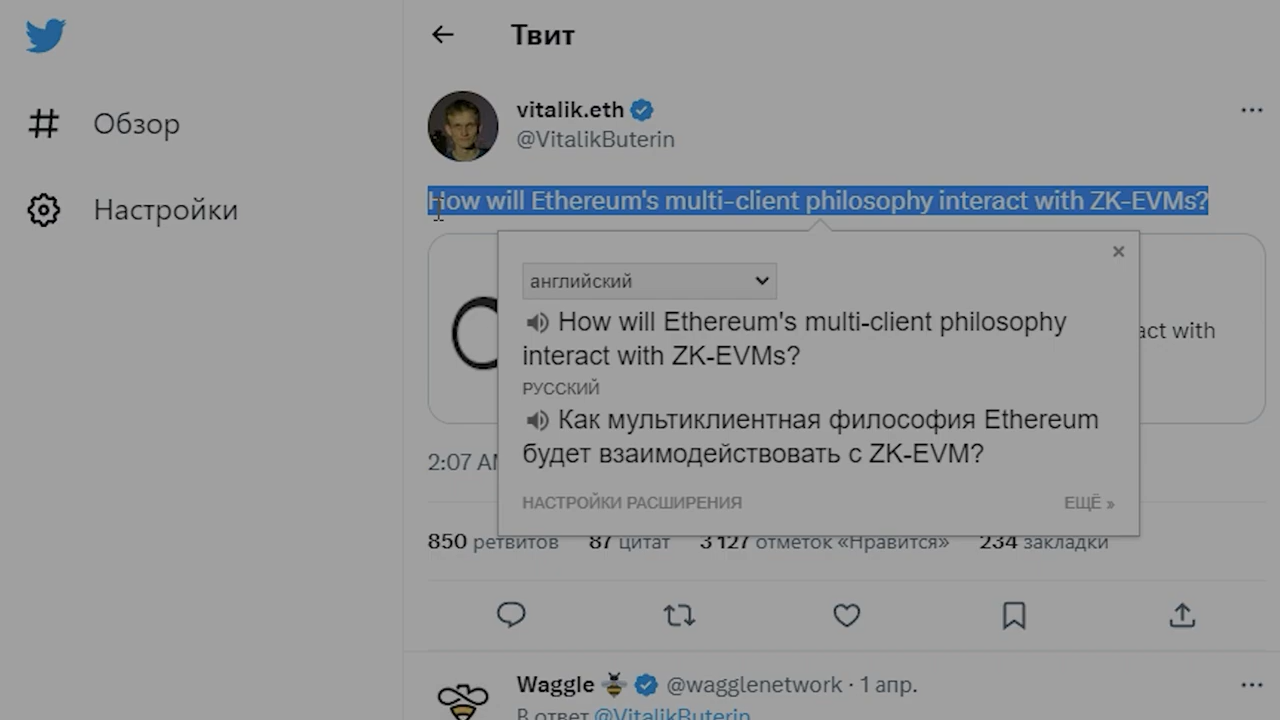 Твит
Обзор
Настройки
vitalik.eth
@VitalikButerin
How will Ethereum's multi-client philosophy interact with ZK-EVMs?
act with
английский
How will Ethereum's multi-client philosophy
interact with ZK-EVMs?
РУССКИЙ
Как мультиклиентная философия Ethereum
будет взаимодействовать с ZK-EVM?
НАСТРОЙКИ РАСШИРЕНИЯ ЕЩЁ »
2:07 AM
850 ретвитов 87 цитат 3 127 отметок «Нравится» 234 закладки
Waggle @wagglenetwork · 1 апр.
В ответ @VitalikButerin